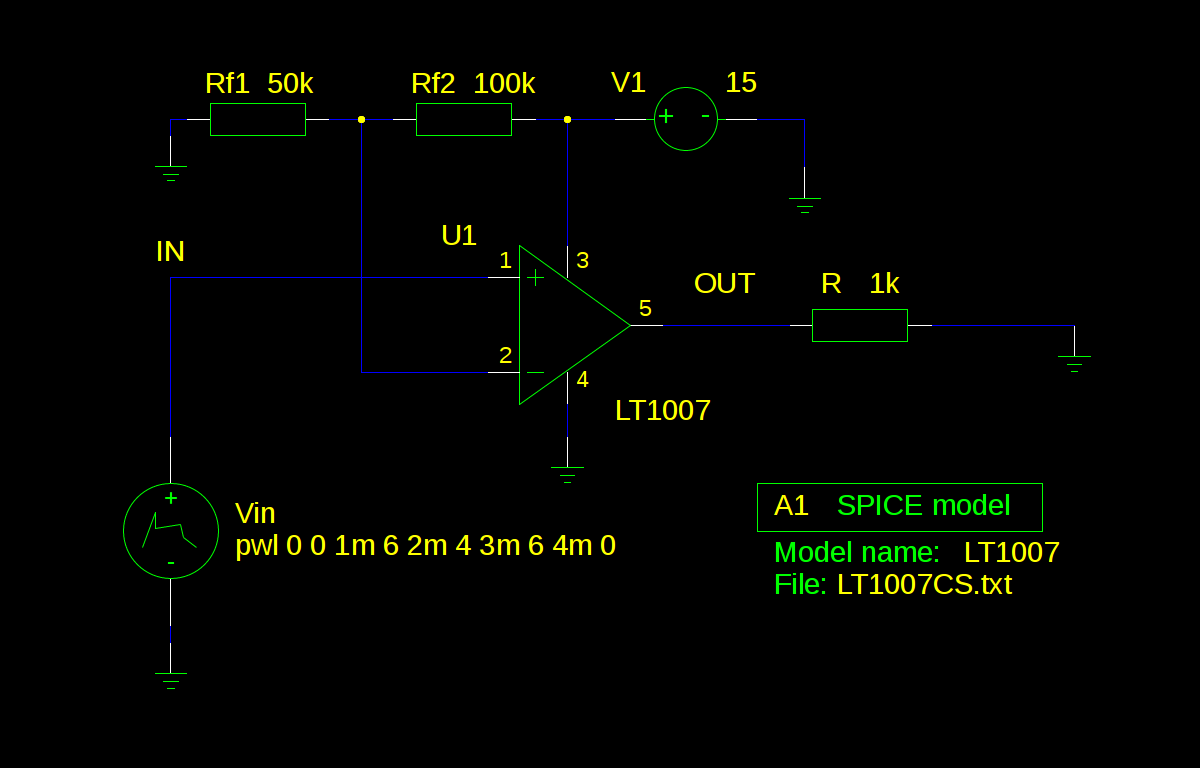 Rf1 50k Rf2 100k V1 15
+ -
U1
IN
1 3
+
OUT R 1k
5
2
4
LT1007
+
Vin
pwl 0 0 1m 6 2m 4 3m 6 4m 0
-
A1 SPICE model
Model name: LT1007
File: LT1007CS.txt